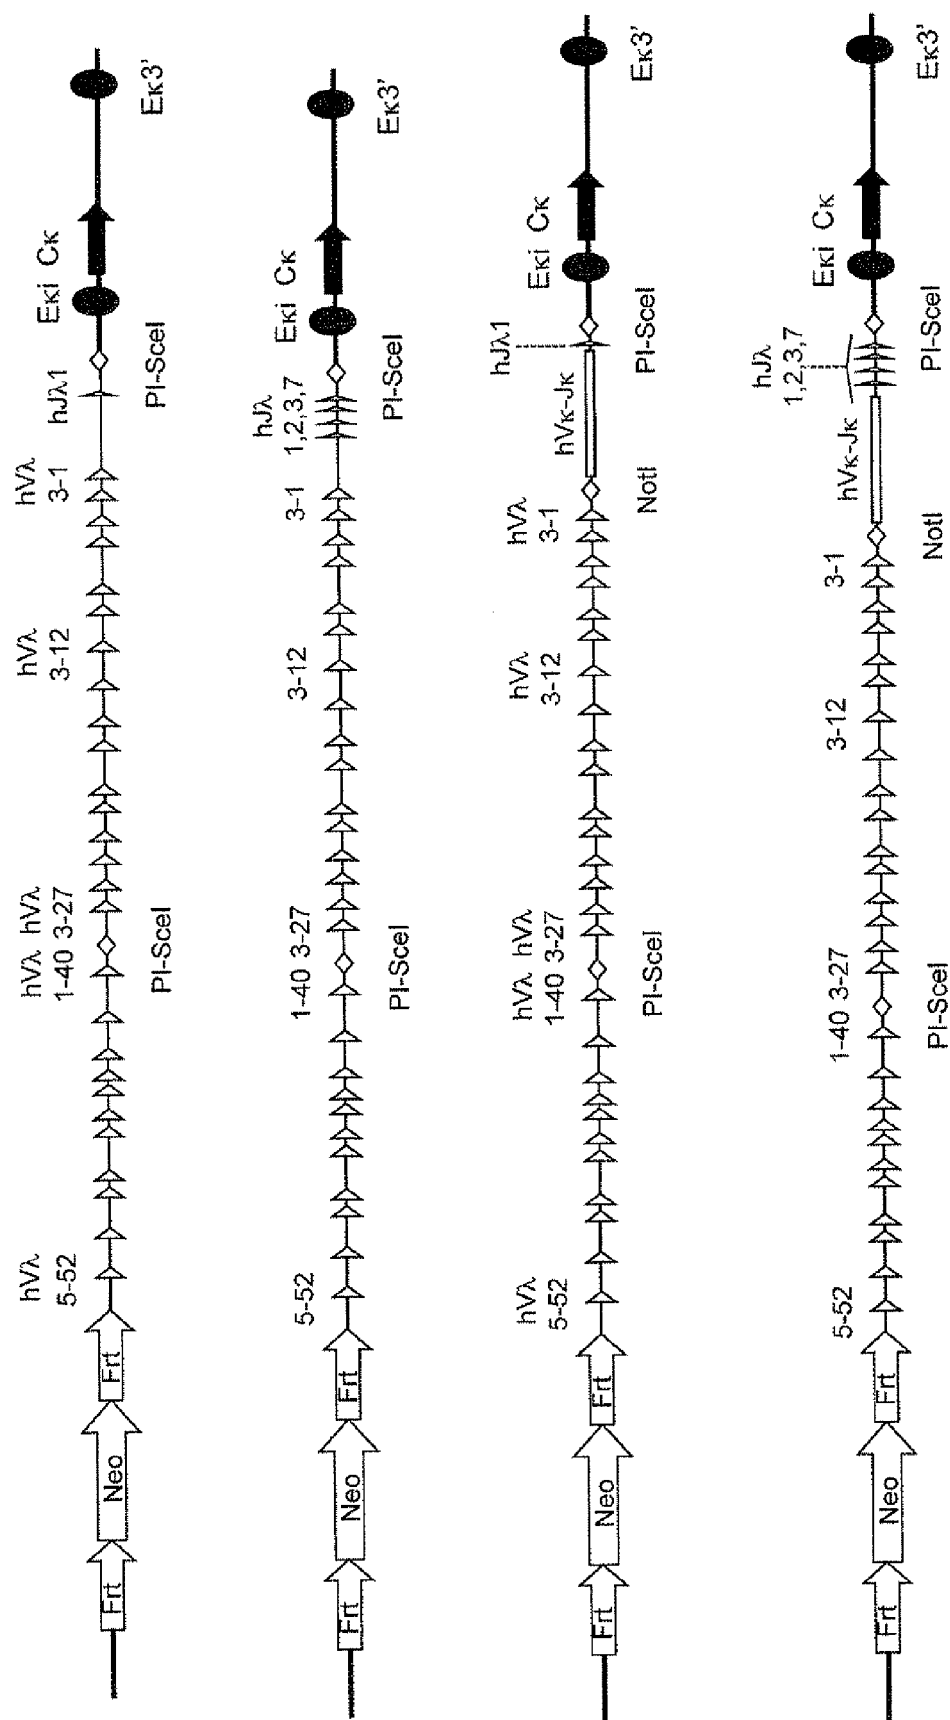 hVλ hVλ hVλ hVλ hVλ
5-52 1-40 3-27 3-12 3-1 hJλ1 Eκi Cκ
Frt Neo Frt
PI-SceI PI-SceI Eκ3'
hJλ
5-52 1-40 3-27 3-12 3-1 1,2,3,7 Eκi Cκ
Frt Neo Frt
PI-SceI PI-SceI Eκ3'
hVλ hVλ hVλ hVλ hVλ hJλ1
5-52 1-40 3-27 3-12 3-1 hVκ-Jκ Eκi Cκ
Frt Neo Frt
PI-SceI NotI PI-SceI Eκ3'
hJλ
1,2,3,7
5-52 1-40 3-27 3-12 3-1 hVκ-Jκ Eκi Cκ
Frt Neo Frt
PI-SceI NotI PI-SceI Eκ3'